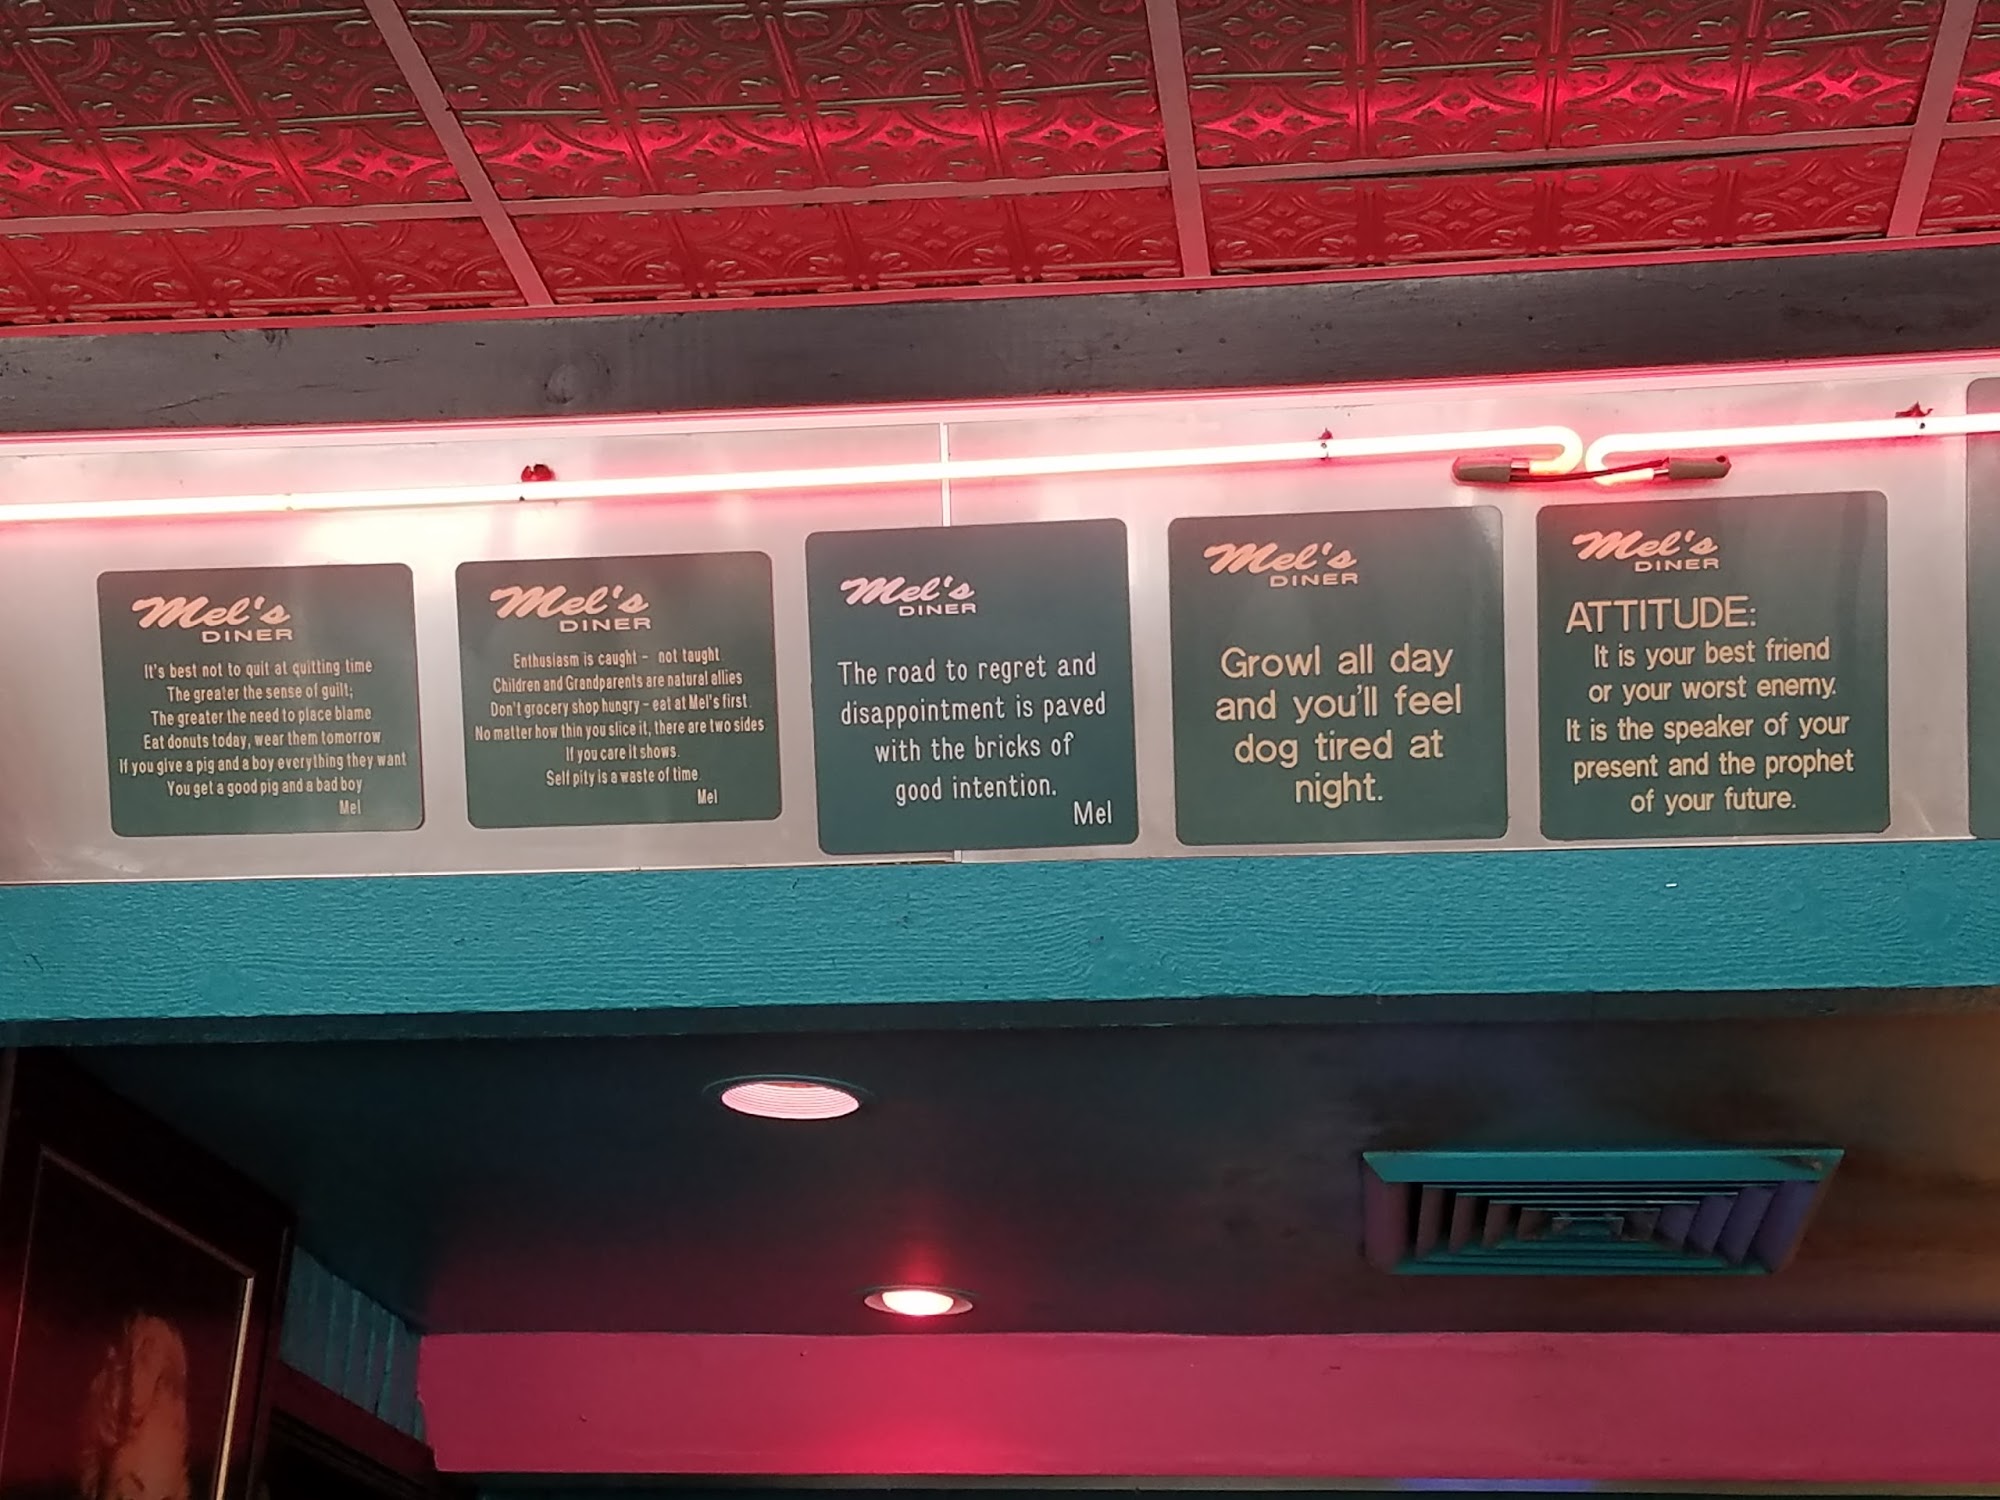 Mel's
DINER
It's best not to quit at quitting time
The greater the sense of guilt;
The greater the need to place blame
Eat donuts today, wear them tomorrow
If you give a pig and a boy everything they want
You get a good pig and a bad boy
Mel
Mel's
DINER
Enthusiasm is caught - not taught
Children and Grandparents are natural allies
Don't grocery shop hungry - eat at Mel's first.
No matter how thin you slice it, there are two sides
If you care it shows.
Self pity is a waste of time.
Mel
Mel's
DINER
The road to regret and
disappointment is paved
with the bricks of
good intention.
Mel
Mel's
DINER
Growl all day
and you'll feel
dog tired at
night.
Mel's
DINER
ATTITUDE:
It is your best friend
or your worst enemy.
It is the speaker of your
present and the prophet
of your future.